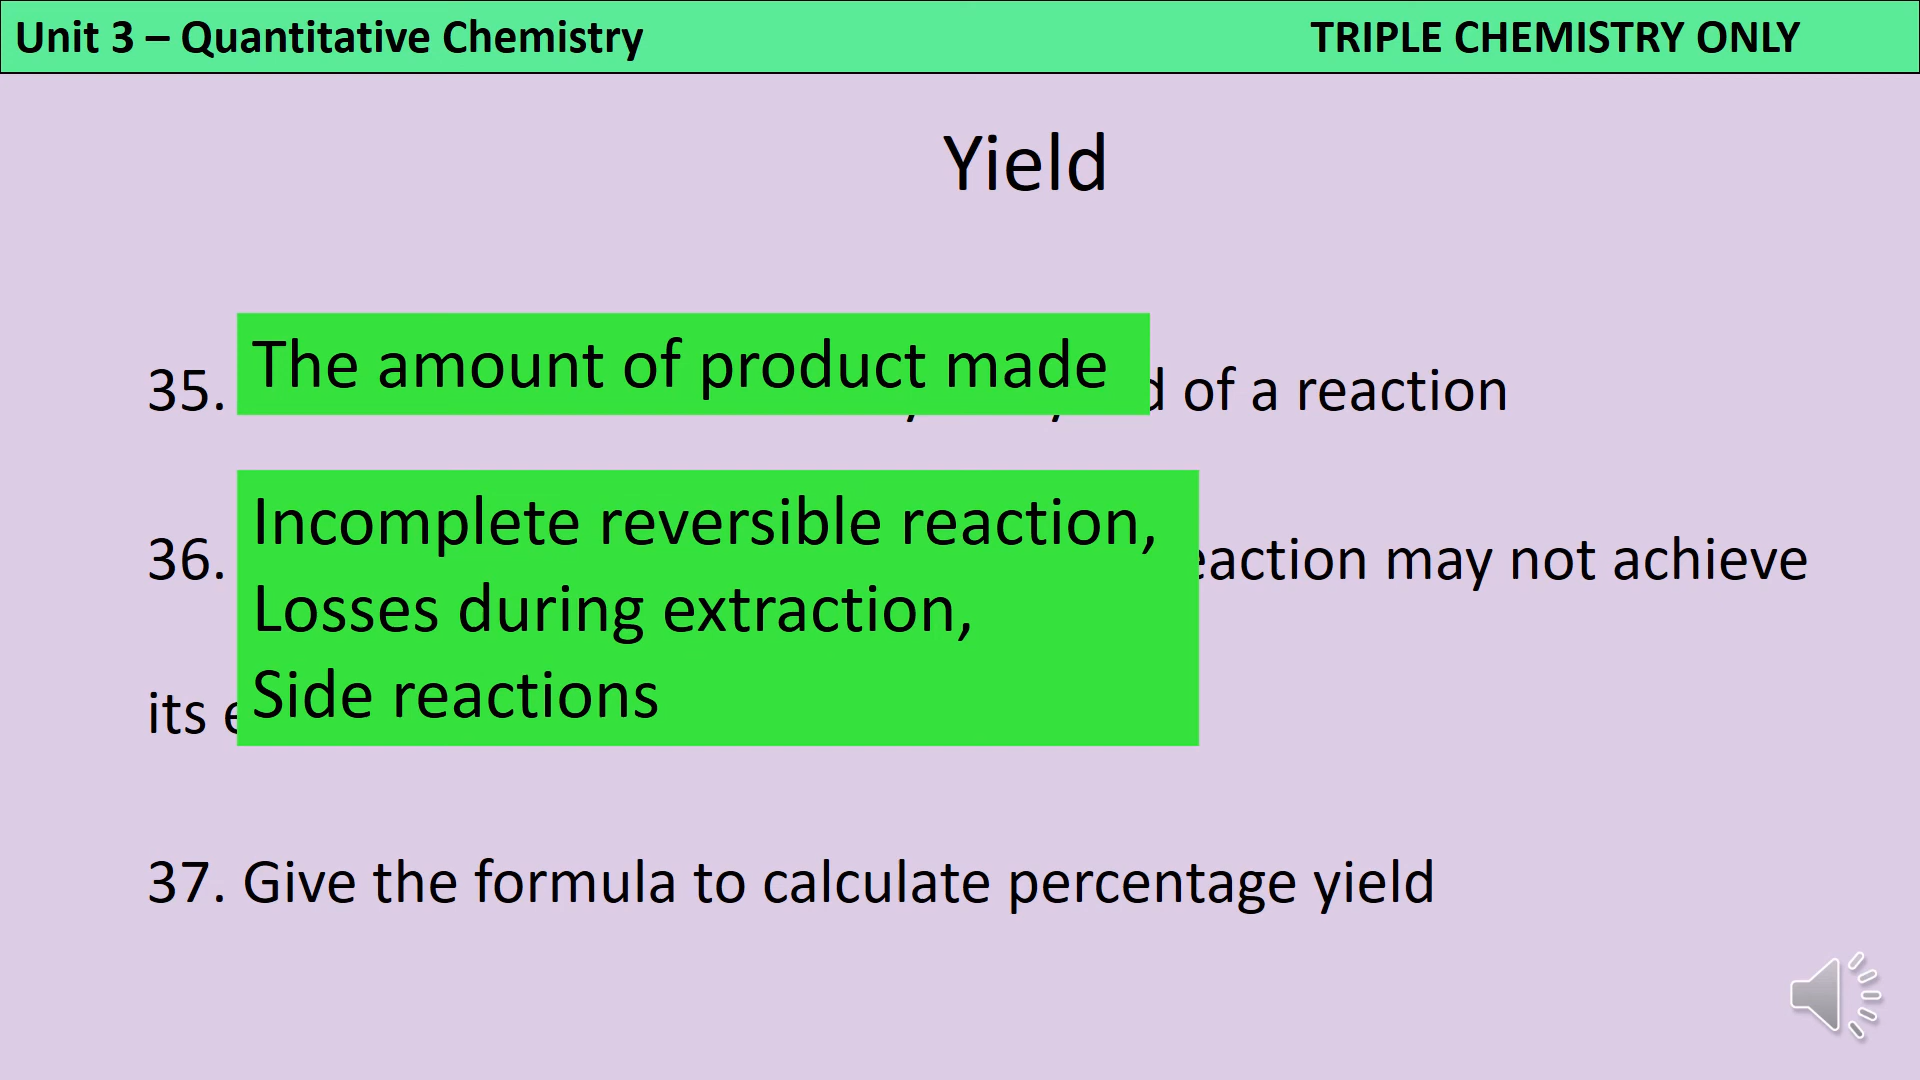 Unit 3 – Quantitative Chemistry TRIPLE CHEMISTRY ONLY
Yield
The amount of product made
35. of a reaction
Incomplete reversible reaction,
36. may not achieve
Losses during extraction,
Side reactions
its
37. Give the formula to calculate percentage yield